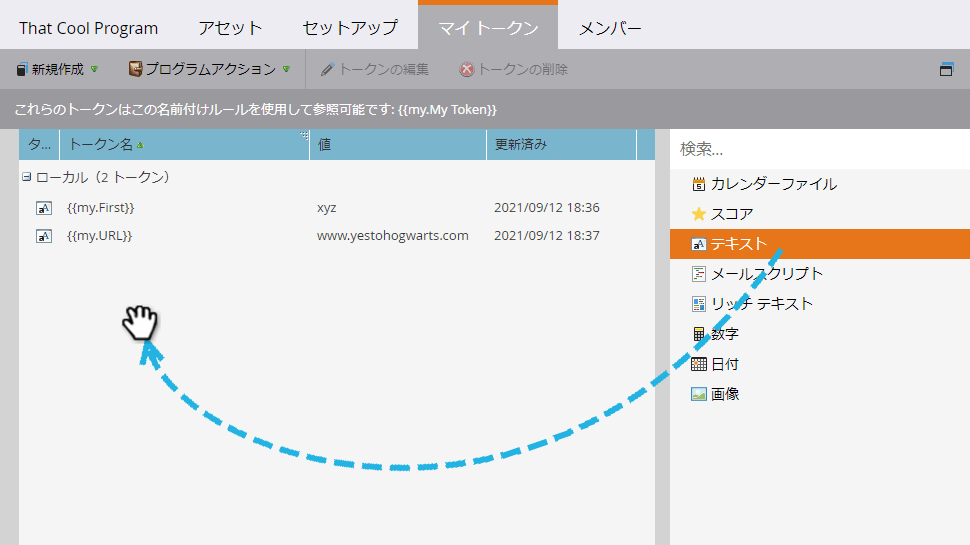 That Cool Program アセット セットアップ マイ トークン メンバー
新規作成 プログラムアクション トークンの編集 トークンの削除
これらのトークンはこの名前付けルールを使用して参照可能です: {{my.My Token}}
タ... トークン名 値 更新済み
ローカル（2 トークン）
{{my.First}} xyz 2021/09/12 18:36
{{my.URL}} www.yestohogwarts.com 2021/09/12 18:37
検索...
カレンダーファイル
スコア
テキスト
メールスクリプト
リッチ テキスト
数字
日付
画像